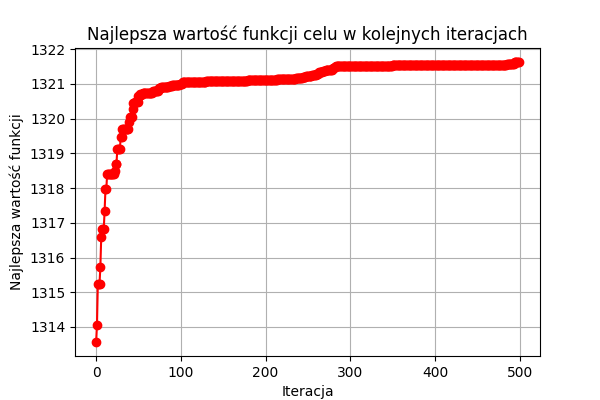 Najlepsza wartość funkcji celu w kolejnych iteracjach
1322
1321
1320
1319
1318
1317
1316
1315
1314
Najlepsza wartość funkcji
0 100 200 300 400 500
Iteracja